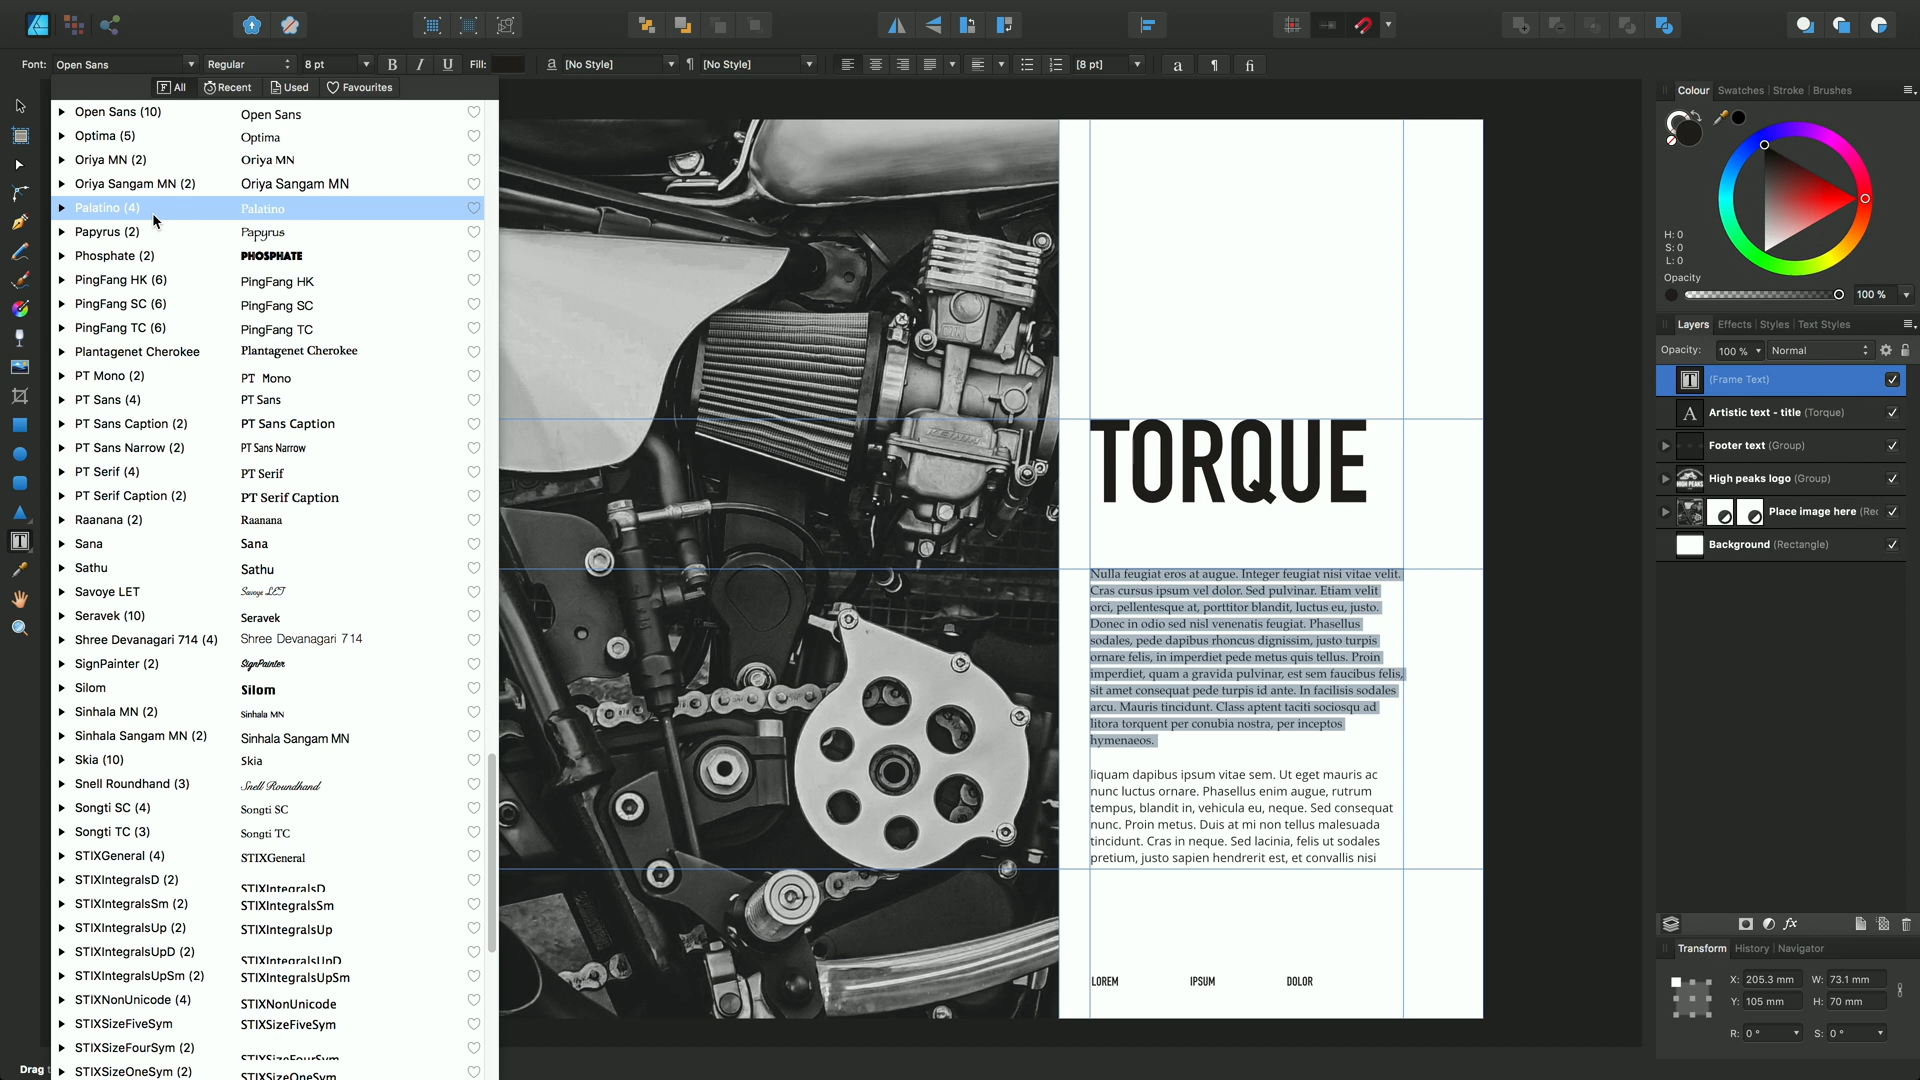 Font: Open Sans Regular 8 pt B I U Fill: a [No Style] ¶ [No Style] [8 pt] a ¶ fi
All Recent Used Favourites
Open Sans (10) Open Sans
Optima (5) Optima
Oriya MN (2) Oriya MN
Oriya Sangam MN (2) Oriya Sangam MN
Palatino (4) Palatino
Papyrus (2) Papyrus
Phosphate (2) PHOSPHATE
PingFang HK (6) PingFang HK
PingFang SC (6) PingFang SC
PingFang TC (6) PingFang TC
Plantagenet Cherokee Plantagenet Cherokee
PT Mono (2) PT Mono
PT Sans (4) PT Sans
PT Sans Caption (2) PT Sans Caption
PT Sans Narrow (2) PT Sans Narrow
PT Serif (4) PT Serif
PT Serif Caption (2) PT Serif Caption
Raanana (2) Raanana
Sana Sana
Sathu Sathu
Savoye LET Savoye LET
Seravek (10) Seravek
Shree Devanagari 714 (4) Shree Devanagari 714
SignPainter (2) SignPainter
Silom Silom
Sinhala MN (2) Sinhala MN
Sinhala Sangam MN (2) Sinhala Sangam MN
Skia (10) Skia
Snell Roundhand (3) Snell Roundhand
Songti SC (4) Songti SC
Songti TC (3) Songti TC
STIXGeneral (4) STIXGeneral
STIXIntegralsD (2) STIXIntegralsD
STIXIntegralsSm (2) STIXIntegralsSm
STIXIntegralsUp (2) STIXIntegralsUp
STIXIntegralsUpD (2) STIXIntegralsUpD
STIXIntegralsUpSm (2) STIXIntegralsUpSm
STIXNonUnicode (4) STIXNonUnicode
STIXSizeFiveSym STIXSizeFiveSym
STIXSizeFourSym (2) STIXSizeFourSym
STIXSizeOneSym (2) STIXSizeOneSym
Drag
TORQUE
Nulla feugiat eros at augue. Integer feugiat nisi vitae velit.
Cras cursus ipsum vel dolor. Sed pulvinar. Etiam velit
orci, pellentesque at, porttitor blandit, luctus eu, justo.
Donec in odio sed nisl venenatis feugiat. Phasellus
sodales, pede dapibus rhoncus dignissim, justo turpis
ornare felis, in imperdiet pede metus quis tellus. Proin
imperdiet, quam a gravida pulvinar, est sem faucibus felis,
sit amet consequat pede turpis id ante. In facilisis sodales
arcu. Mauris tincidunt. Class aptent taciti sociosqu ad
litora torquent per conubia nostra, per inceptos
hymenaeos.
liquam dapibus ipsum vitae sem. Ut eget mauris ac
nunc luctus ornare. Phasellus enim augue, rutrum
tempus, blandit in, vehicula eu, neque. Sed consequat
nunc. Proin metus. Duis at mi non tellus malesuada
tincidunt. Cras in neque. Sed lacinia, felis ut sodales
pretium, justo sapien hendrerit est, et convallis nisi
LOREM IPSUM DOLOR
Colour Swatches Stroke Brushes
H: 0
S: 0
L: 0
Opacity
100 %
Layers Effects Styles Text Styles
Opacity: 100 % Normal
T (Frame Text)
A Artistic text - title (Torque)
Footer text (Group)
High peaks logo (Group)
Place image here (Rec
Background (Rectangle)
fx
Transform History Navigator
X: 205.3 mm W: 73.1 mm
Y: 105 mm H: 70 mm
R: 0 ° S: 0 °